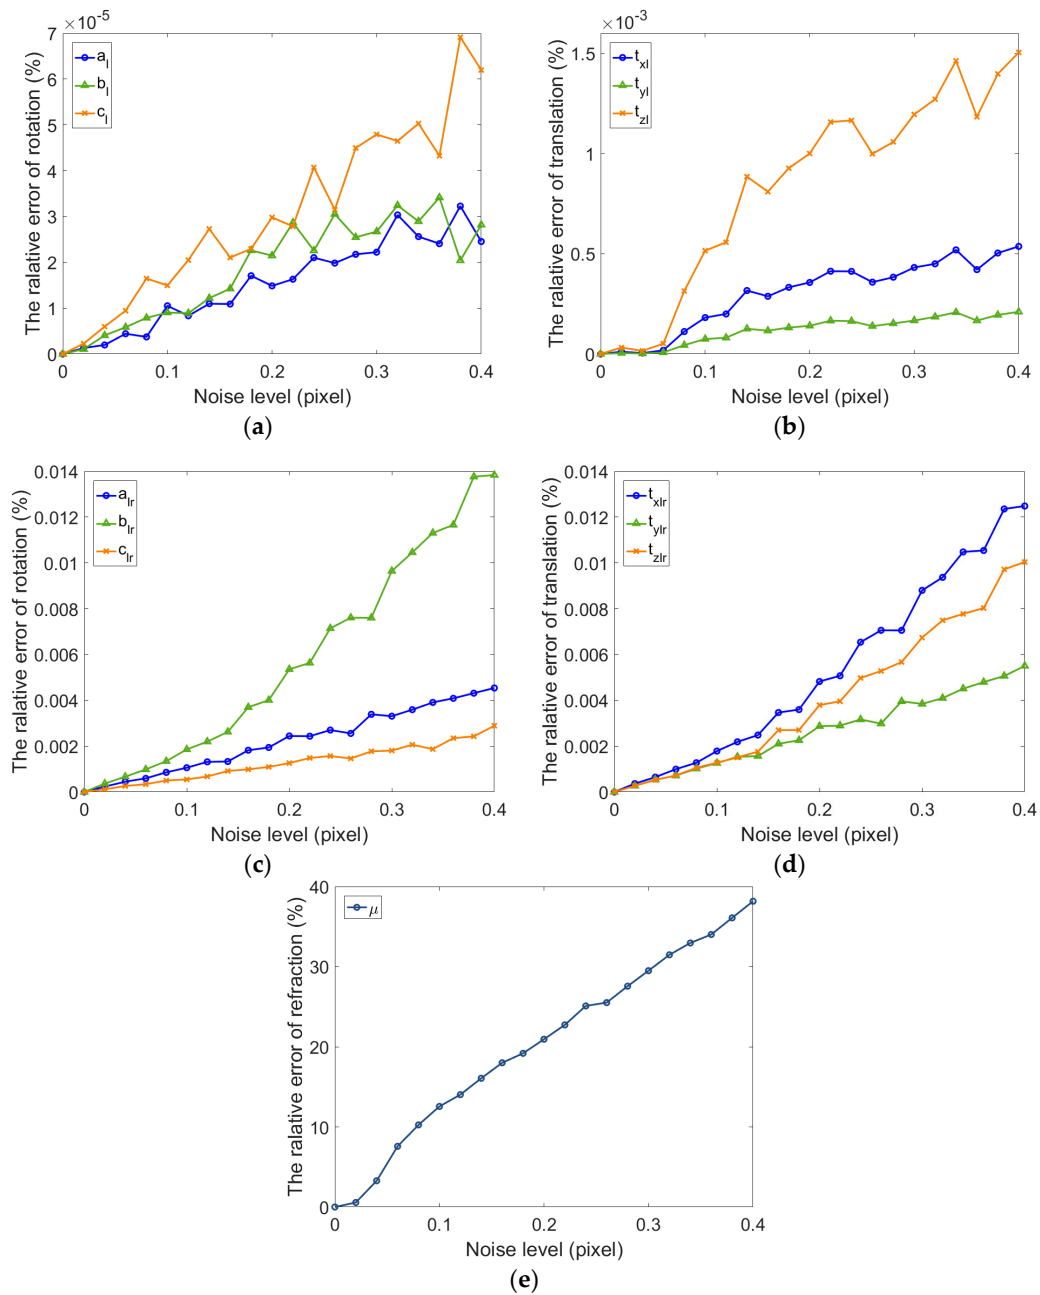 ×10⁻⁵
The ralative error of rotation (%)
7
6
5
4
3
2
1
0
a_l
b_l
c_l
0 0.1 0.2 0.3 0.4
Noise level (pixel)
(a)
×10⁻³
The ralative error of translation (%)
1.5
1
0.5
0
t_xl
t_yl
t_zl
0 0.1 0.2 0.3 0.4
Noise level (pixel)
(b)
The ralative error of rotation (%)
0.014
0.012
0.01
0.008
0.006
0.004
0.002
0
a_lr
b_lr
c_lr
0 0.1 0.2 0.3 0.4
Noise level (pixel)
(c)
The ralative error of translation (%)
0.014
0.012
0.01
0.008
0.006
0.004
0.002
0
t_xlr
t_ylr
t_zlr
0 0.1 0.2 0.3 0.4
Noise level (pixel)
(d)
The ralative error of refraction (%)
40
30
20
10
0
μ
0 0.1 0.2 0.3 0.4
Noise level (pixel)
(e)